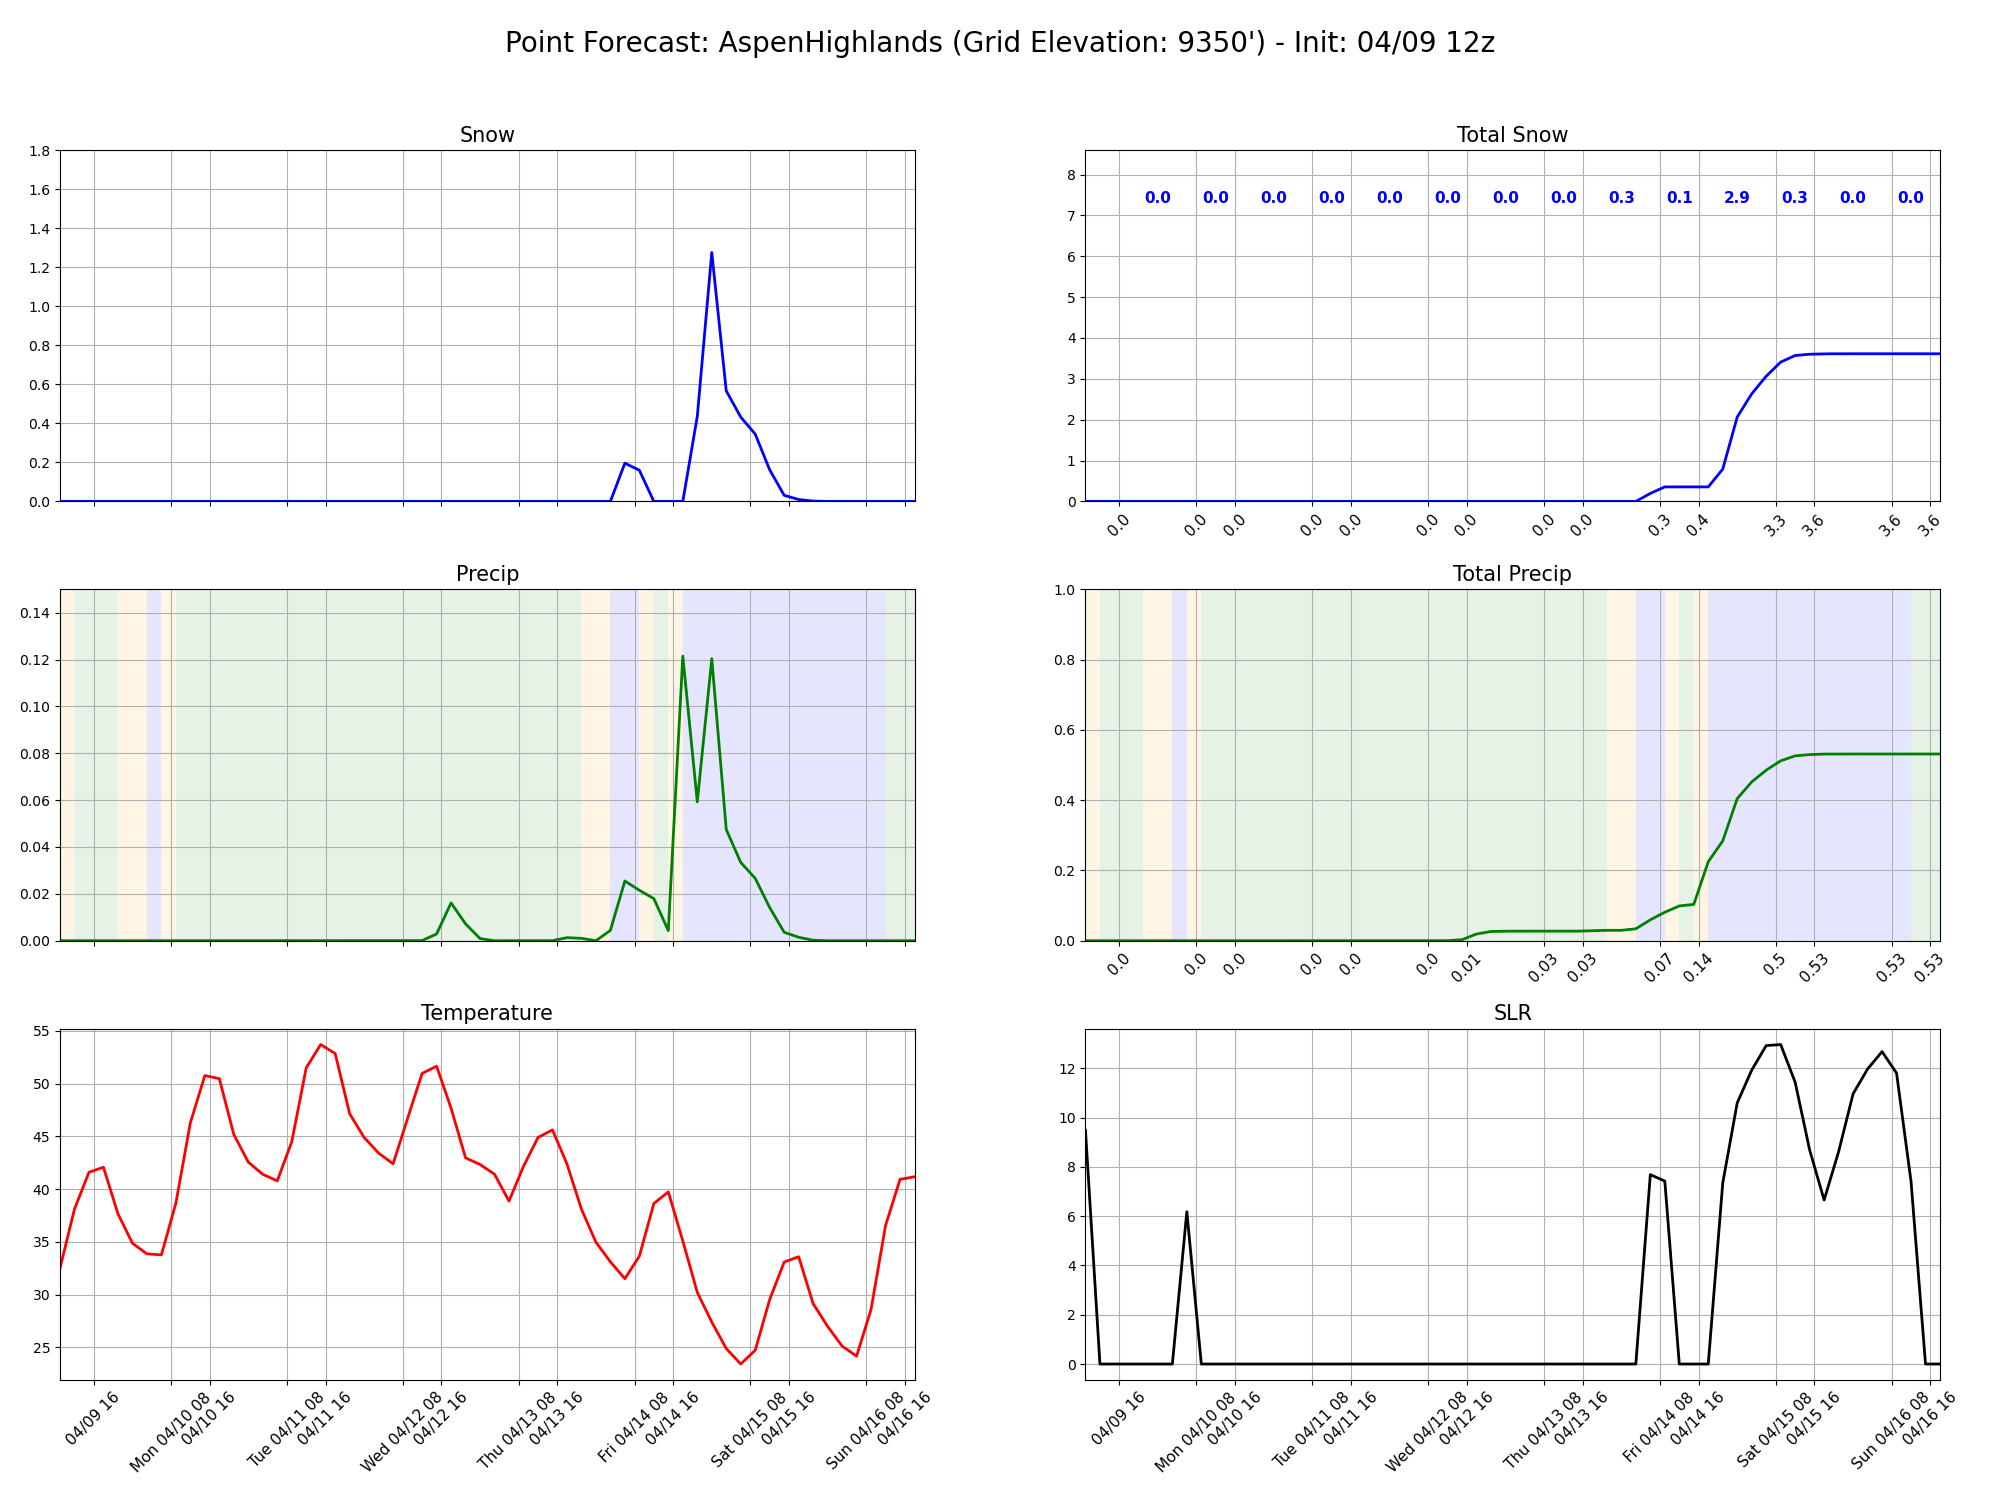 Point Forecast: AspenHighlands (Grid Elevation: 9350') - Init: 04/09 12z
Snow
1.8
1.6
1.4
1.2
1.0
0.8
0.6
0.4
0.2
0.0
Total Snow
8
7
6
5
4
3
2
1
0
0.0 0.0 0.0 0.0 0.0 0.0 0.0 0.0 0.3 0.1 2.9 0.3 0.0 0.0
0.0 0.0 0.0 0.0 0.0 0.0 0.0 0.0 0.0 0.3 0.4 3.3 3.6 3.6 3.6
Precip
0.14
0.12
0.10
0.08
0.06
0.04
0.02
0.00
Total Precip
1.0
0.8
0.6
0.4
0.2
0.0
0.0 0.0 0.0 0.0 0.0 0.0 0.01 0.03 0.03 0.07 0.14 0.5 0.53 0.53 0.53
Temperature
55
50
45
40
35
30
25
04/09 16
Mon 04/10 08
04/10 16
Tue 04/11 08
04/11 16
Wed 04/12 08
04/12 16
Thu 04/13 08
04/13 16
Fri 04/14 08
04/14 16
Sat 04/15 08
04/15 16
Sun 04/16 08
04/16 16
SLR
12
10
8
6
4
2
0
04/09 16
Mon 04/10 08
04/10 16
Tue 04/11 08
04/11 16
Wed 04/12 08
04/12 16
Thu 04/13 08
04/13 16
Fri 04/14 08
04/14 16
Sat 04/15 08
04/15 16
Sun 04/16 08
04/16 16